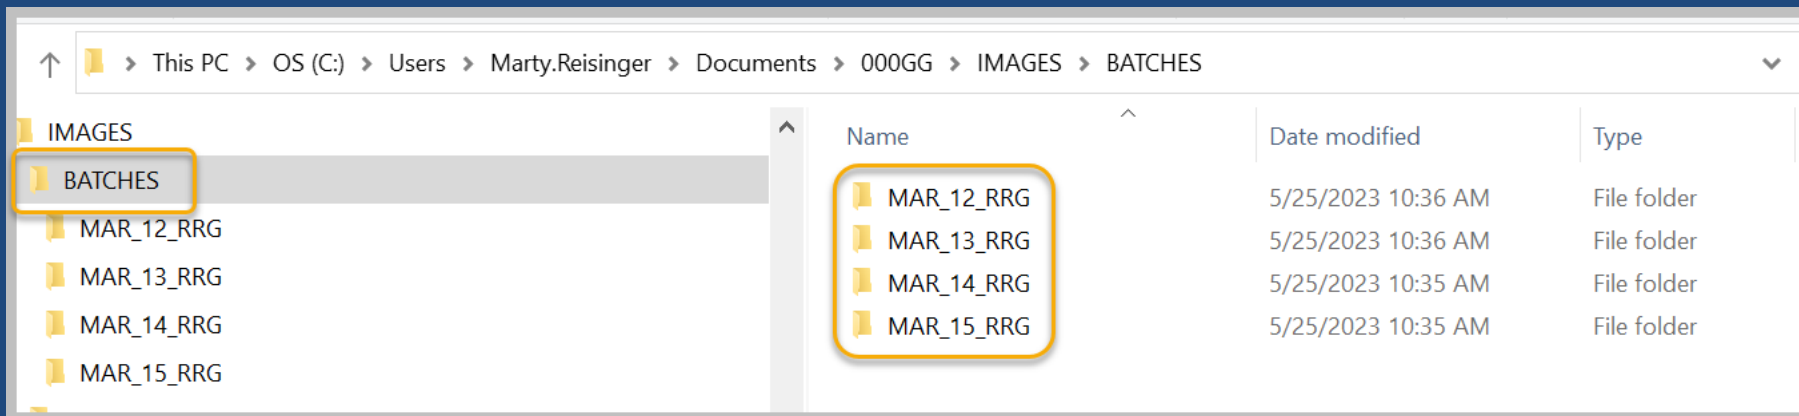 This PC > OS (C:) > Users > Marty.Reisinger > Documents > 000GG > IMAGES > BATCHES
IMAGES
BATCHES
MAR_12_RRG
MAR_13_RRG
MAR_14_RRG
MAR_15_RRG
Name Date modified Type
MAR_12_RRG 5/25/2023 10:36 AM File folder
MAR_13_RRG 5/25/2023 10:36 AM File folder
MAR_14_RRG 5/25/2023 10:35 AM File folder
MAR_15_RRG 5/25/2023 10:35 AM File folder